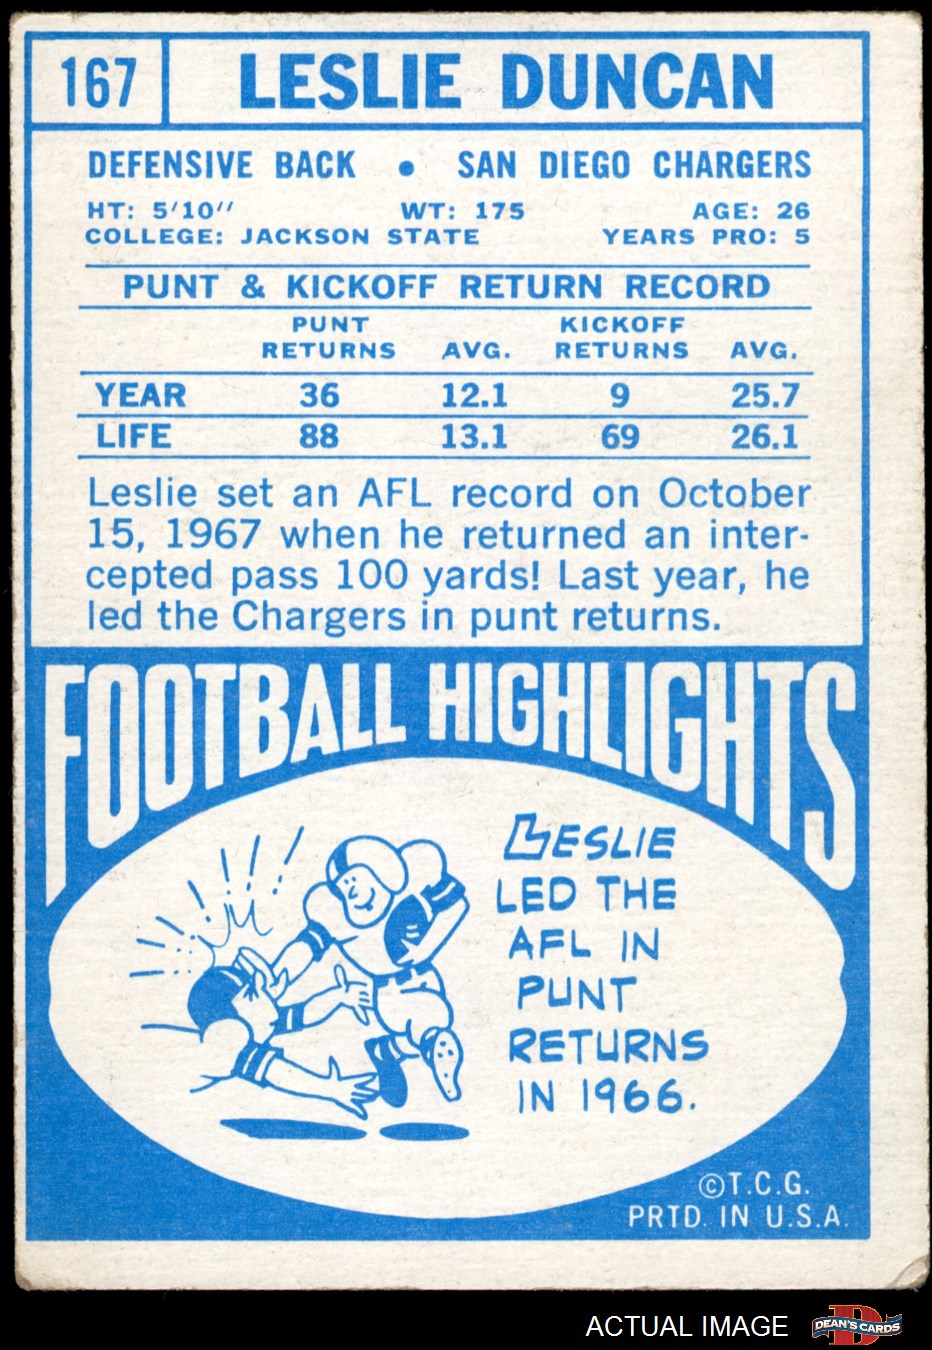 167 LESLIE DUNCAN
DEFENSIVE BACK • SAN DIEGO CHARGERS
HT: 5'10" WT: 175 AGE: 26
COLLEGE: JACKSON STATE YEARS PRO: 5
PUNT & KICKOFF RETURN RECORD
PUNT KICKOFF
RETURNS AVG. RETURNS AVG.
YEAR 36 12.1 9 25.7
LIFE 88 13.1 69 26.1
Leslie set an AFL record on October
15, 1967 when he returned an inter-
cepted pass 100 yards! Last year, he
led the Chargers in punt returns.
FOOTBALL HIGHLIGHTS
LESLIE
LED THE
AFL IN
PUNT
RETURNS
IN 1966.
©T.C.G.
PRTD. IN U.S.A.
ACTUAL IMAGE D DEAN'S CARDS